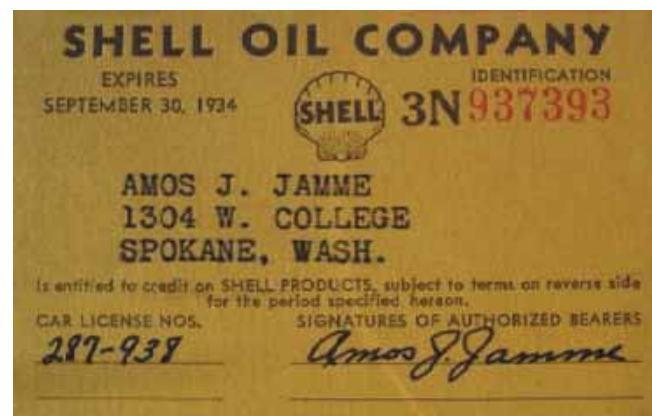 SHELL OIL COMPANY
EXPIRES
SEPTEMBER 30, 1934
SHELL
IDENTIFICATION
3N 937393
AMOS J. JAMME
1304 W. COLLEGE
SPOKANE, WASH.
Is entitled to credit on SHELL PRODUCTS, subject to terms on reverse side
for the period specified hereon.
CAR LICENSE NOS.
287-938
SIGNATURES OF AUTHORIZED BEARERS
Amos J. Jamme